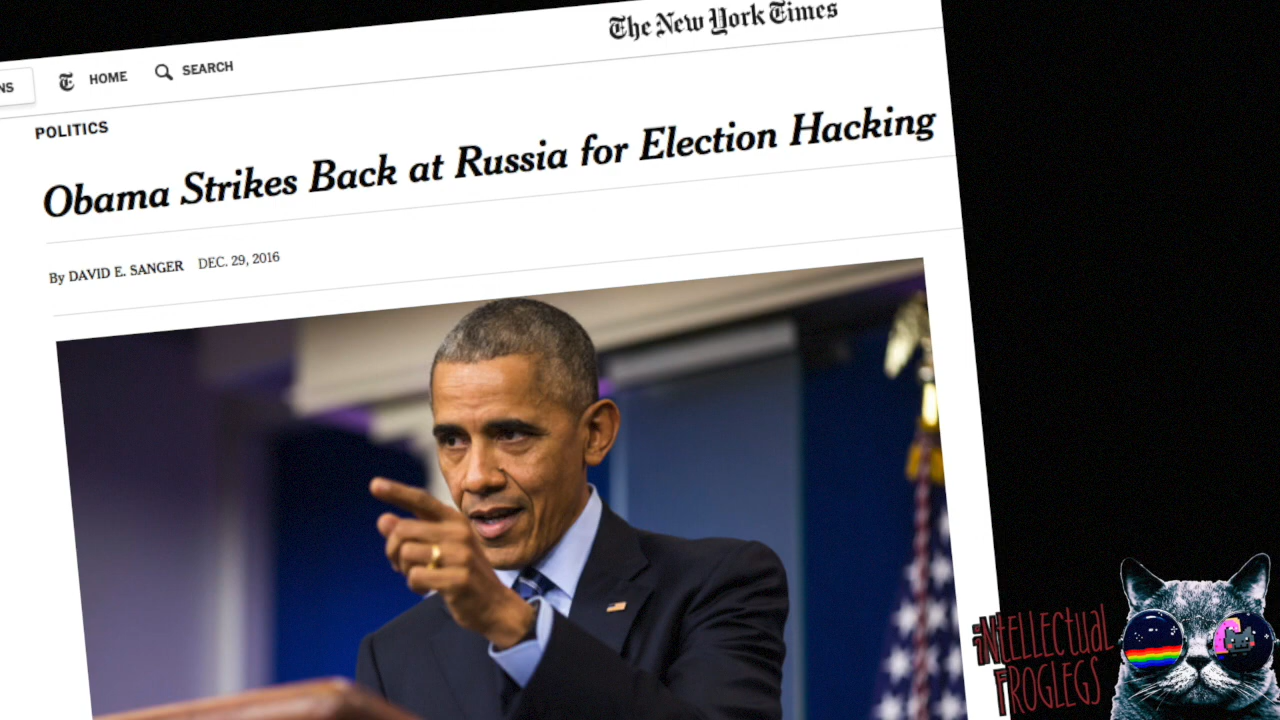 The New York Times
NS
HOME
SEARCH
POLITICS
Obama Strikes Back at Russia for Election Hacking
By DAVID E. SANGER DEC. 29, 2016
iNtELLEctuaL
FROGLEGS